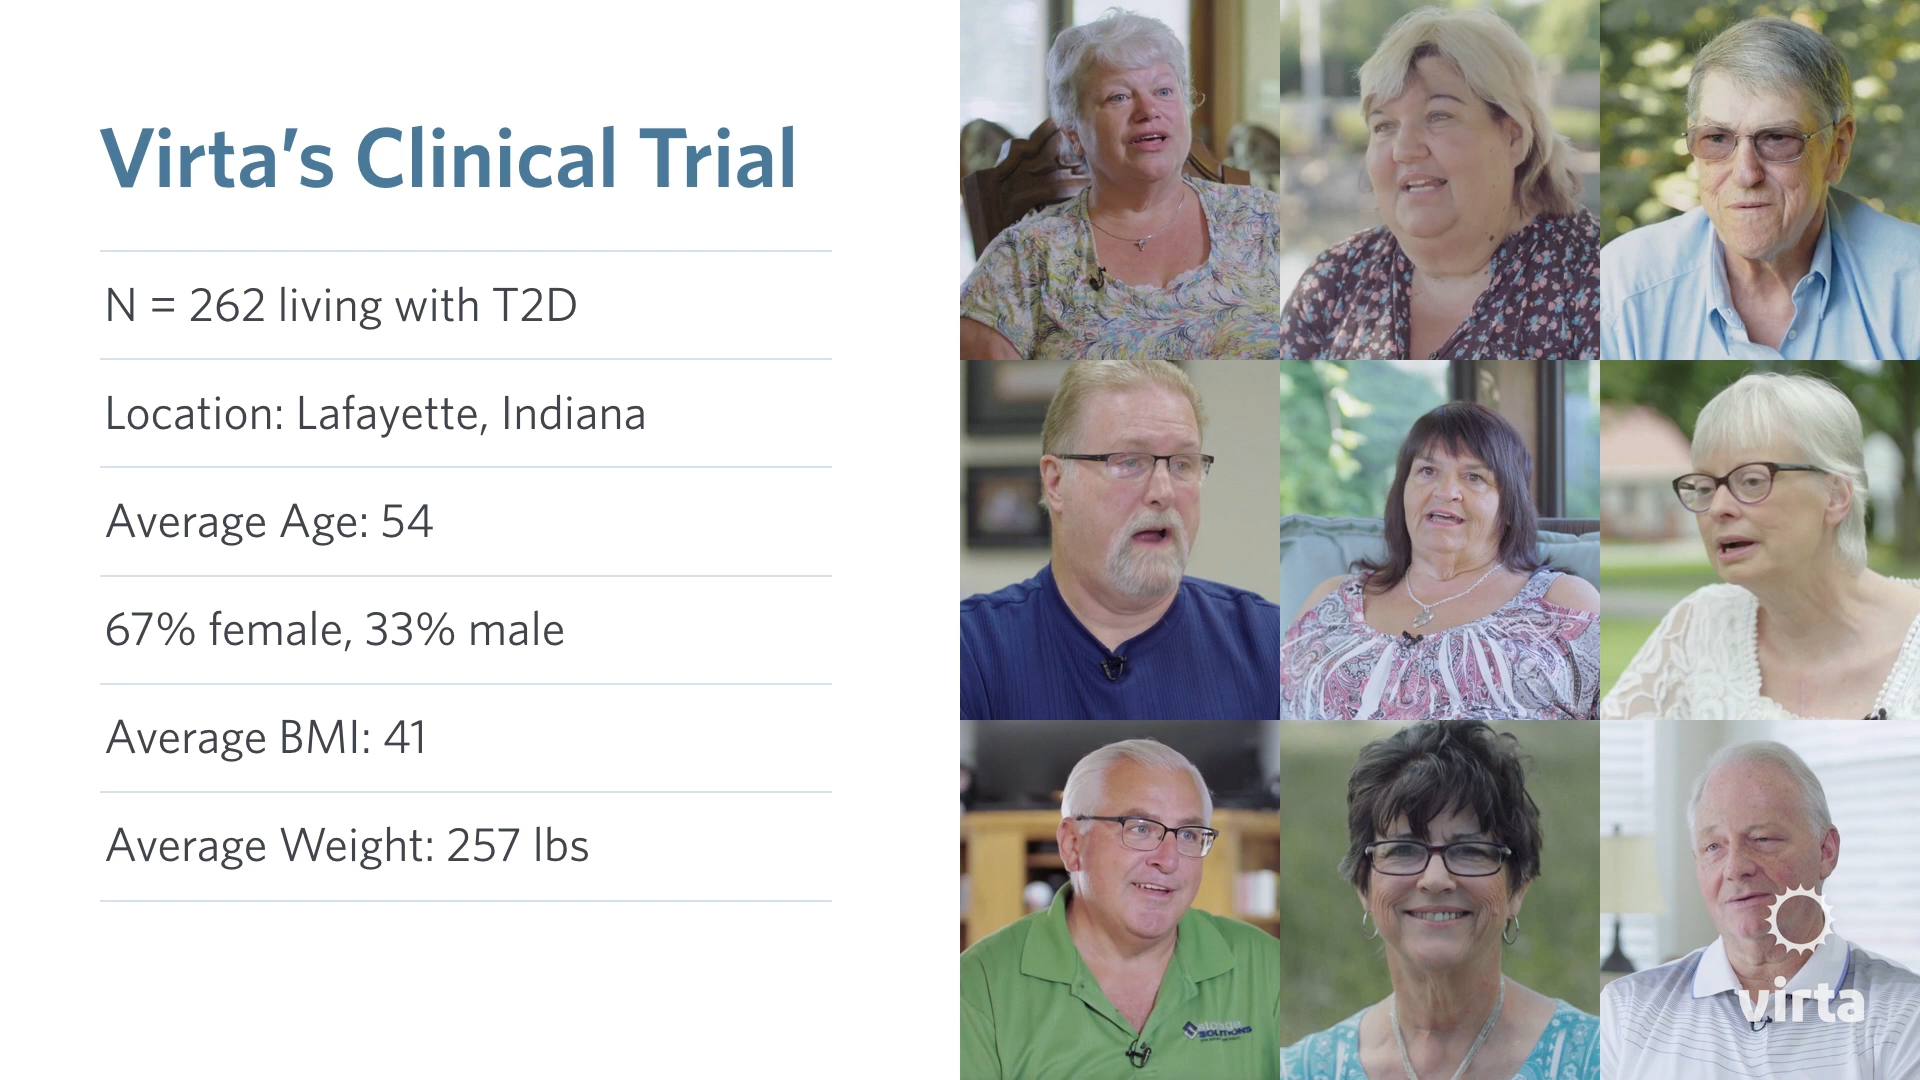 Virta’s Clinical Trial
N = 262 living with T2D
Location: Lafayette, Indiana
Average Age: 54
67% female, 33% male
Average BMI: 41
Average Weight: 257 lbs
SOLUTIONS
virta